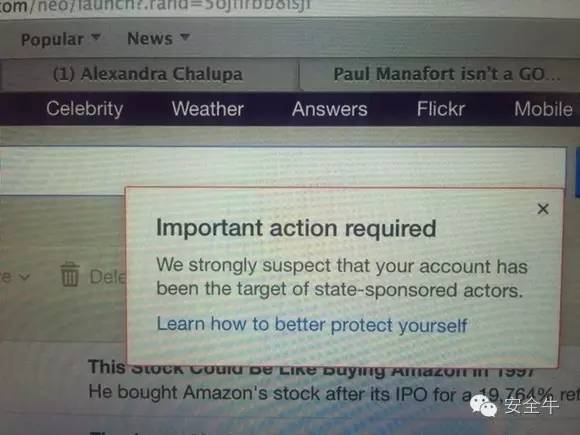 com/neo/launch?.rand=
Popular News
(1) Alexandra Chalupa Paul Manafort isn't a GO...
Celebrity Weather Answers Flickr Mobile
×
Important action required
We strongly suspect that your account has
been the target of state-sponsored actors.
Learn how to better protect yourself
e Dele
This Stock Could Be Like Buying Amazon in 1997
He bought Amazon's stock after its IPO for a 19,764% ret
安全牛